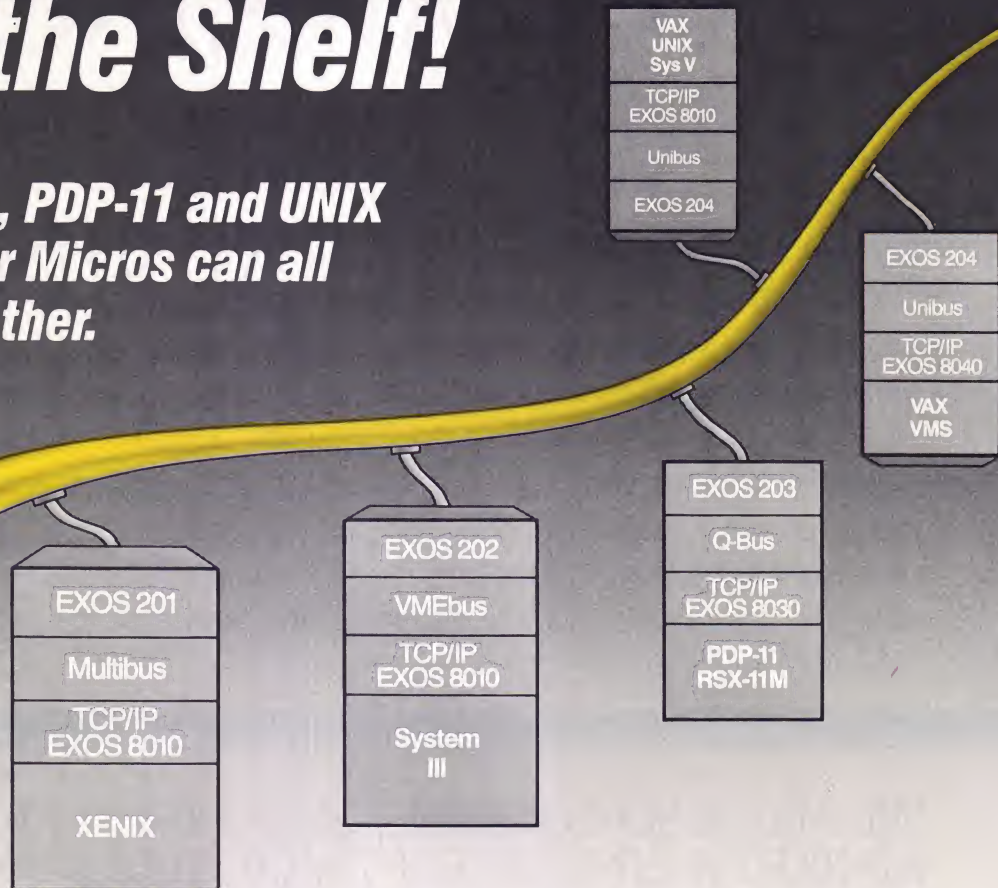 the Shelf!
, PDP-11 and UNIX
r Micros can all
ther.
VAX
UNIX
Sys V
TCP/IP
EXOS 8010
Unibus
EXOS 204
EXOS 204
Unibus
TCP/IP
EXOS 8040
VAX
VMS
EXOS 203
Q-Bus
TCP/IP
EXOS 8030
PDP-11
RSX-11M
EXOS 202
VMEbus
TCP/IP
EXOS 8010
System
III
EXOS 201
Multibus
TCP/IP
EXOS 8010
XENIX